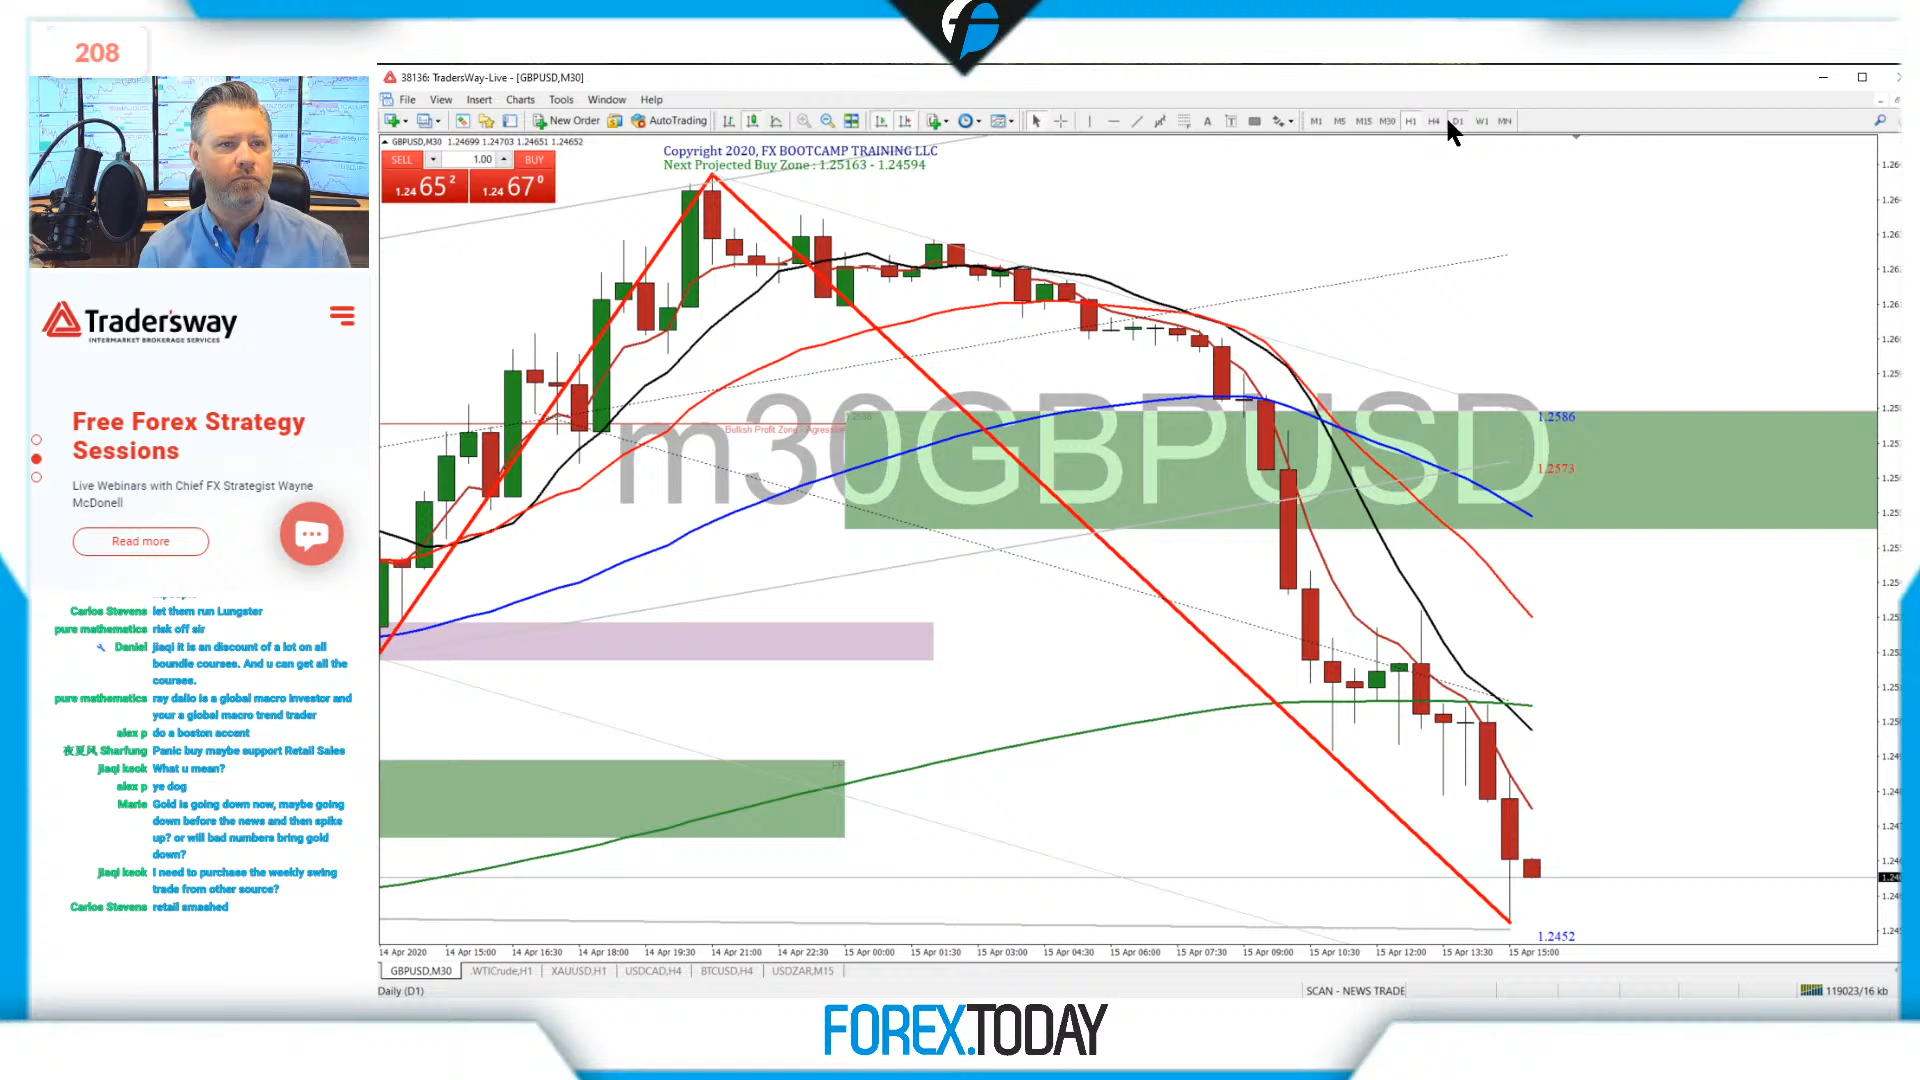 208
38136: TradersWay-Live - [GBPUSD,M30]
File View Insert Charts Tools Window Help
New Order AutoTrading A T M1 M5 M15 M30 H1 H4 D1 W1 MN
GBPUSD,M30 1.24699 1.24703 1.24651 1.24652
SELL 1.00 BUY
1.24 65 2 1.24 67 0
Copyright 2020, FX BOOTCAMP TRAINING LLC
Next Projected Buy Zone : 1.25163 - 1.24594
m30GBPUSD
Bullish Profit Zone - Agressive
1.2586
1.2573
1.2452
Tradersway
INTERMARKET BROKERAGE SERVICES
Free Forex Strategy
Sessions
Live Webinars with Chief FX Strategist Wayne
McDonell
Read more
Carlos Stevens let them run Lungster
pure mathematics risk off sir
Daniel jiaqi it is an discount of a lot on all
boundle courses. And u can get all the
courses.
pure mathematics ray dalio is a global macro investor and
your a global macro trend trader
alex p do a boston accent
夜夏风 Sharfung Panic buy maybe support Retail Sales
jiaqi keok What u mean?
alex p ye dog
Marie Gold is going down now, maybe going
down before the news and then spike
up? or will bad numbers bring gold
down?
jiaqi keok I need to purchase the weekly swing
trade from other source?
Carlos Stevens retail smashed
14 Apr 2020 14 Apr 15:00 14 Apr 16:30 14 Apr 18:00 14 Apr 19:30 14 Apr 21:00 14 Apr 22:30 15 Apr 00:00 15 Apr 01:30 15 Apr 03:00 15 Apr 04:30 15 Apr 06:00 15 Apr 07:30 15 Apr 09:00 15 Apr 10:30 15 Apr 12:00 15 Apr 13:30 15 Apr 15:00
GBPUSD,M30 .WTICrude,H1 XAUUSD,H1 USDCAD,H4 BTCUSD,H4 USDZAR,M15
Daily (D1) SCAN - NEWS TRADE 119023/16 kb
FOREX.TODAY